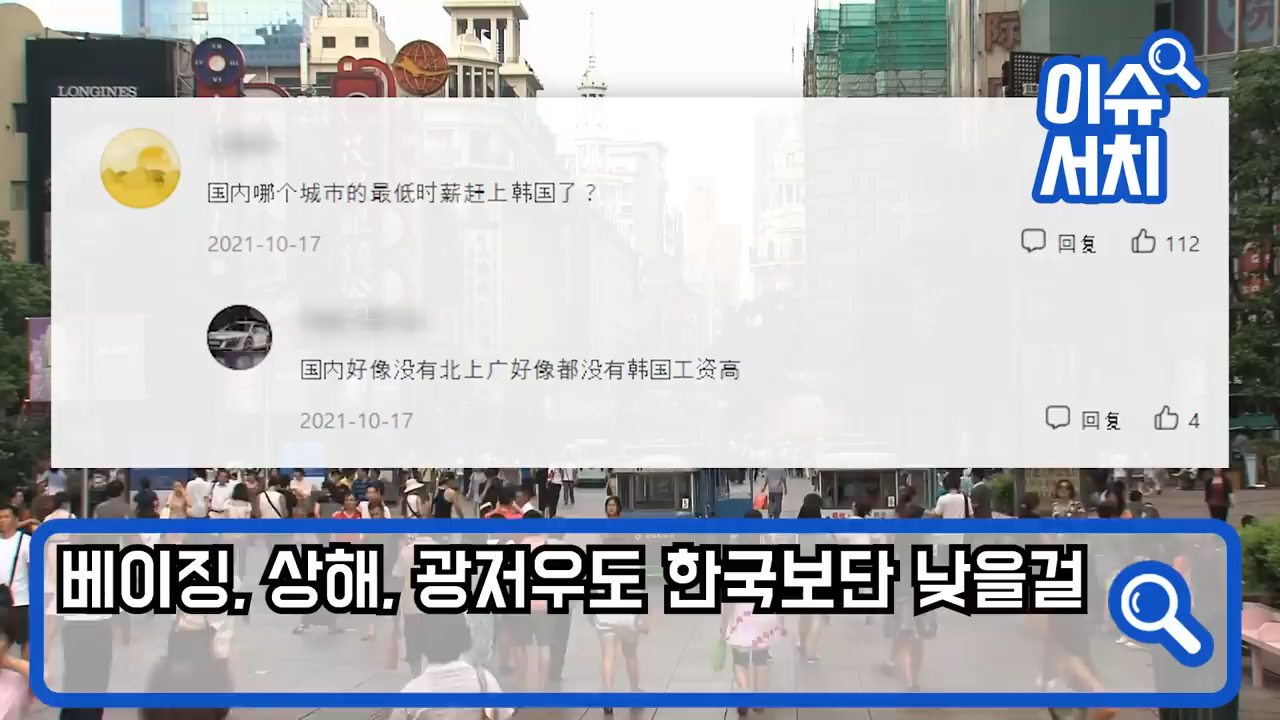 LONGINES
际
이슈
서치
国内哪个城市的最低时薪赶上韩国了？
2021-10-17
回复 112
国内好像没有北上广好像都没有韩国工资高
2021-10-17
回复 4
베이징, 상해, 광저우도 한국보단 낮을걸